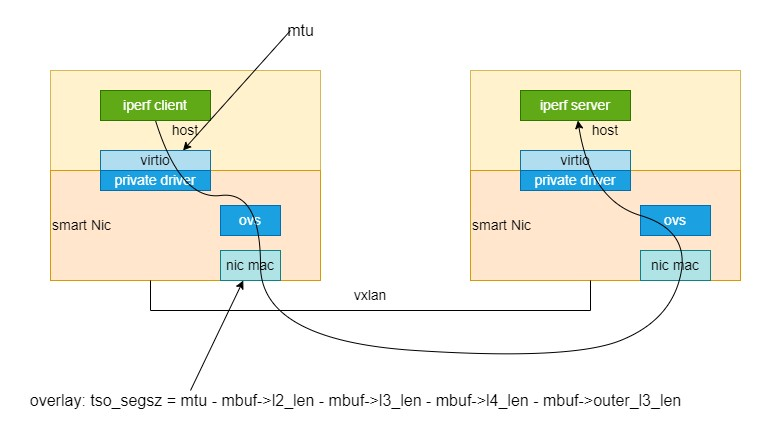 mtu
iperf client
iperf server
host
host
virtio
virtio
private driver
private driver
smart Nic
ovs
smart Nic
ovs
nic mac
nic mac
vxlan
overlay: tso_segsz = mtu - mbuf->l2_len - mbuf->l3_len - mbuf->l4_len - mbuf->outer_l3_len